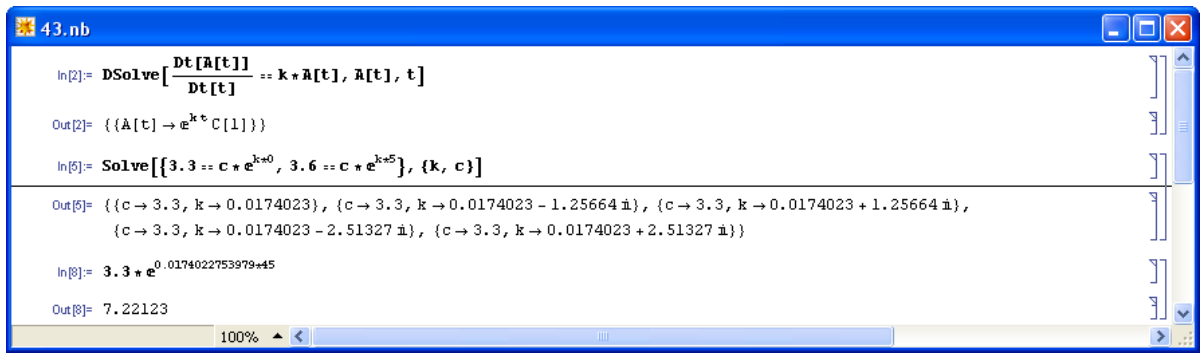 43.nb
In[2]:= DSolve[Dt[A[t]]/Dt[t] == k * A[t], A[t], t]
Out[2]= {{A[t] → ⅇ^(k t) C[1]}}
In[5]:= Solve[{3.3 == c * ⅇ^(k*0), 3.6 == c * ⅇ^(k*5)}, {k, c}]
Out[5]= {{c → 3.3, k → 0.0174023}, {c → 3.3, k → 0.0174023 - 1.25664 ⅈ}, {c → 3.3, k → 0.0174023 + 1.25664 ⅈ},
{c → 3.3, k → 0.0174023 - 2.51327 ⅈ}, {c → 3.3, k → 0.0174023 + 2.51327 ⅈ}}
In[8]:= 3.3 * ⅇ^(0.0174022753979*45)
Out[8]= 7.22123
100%